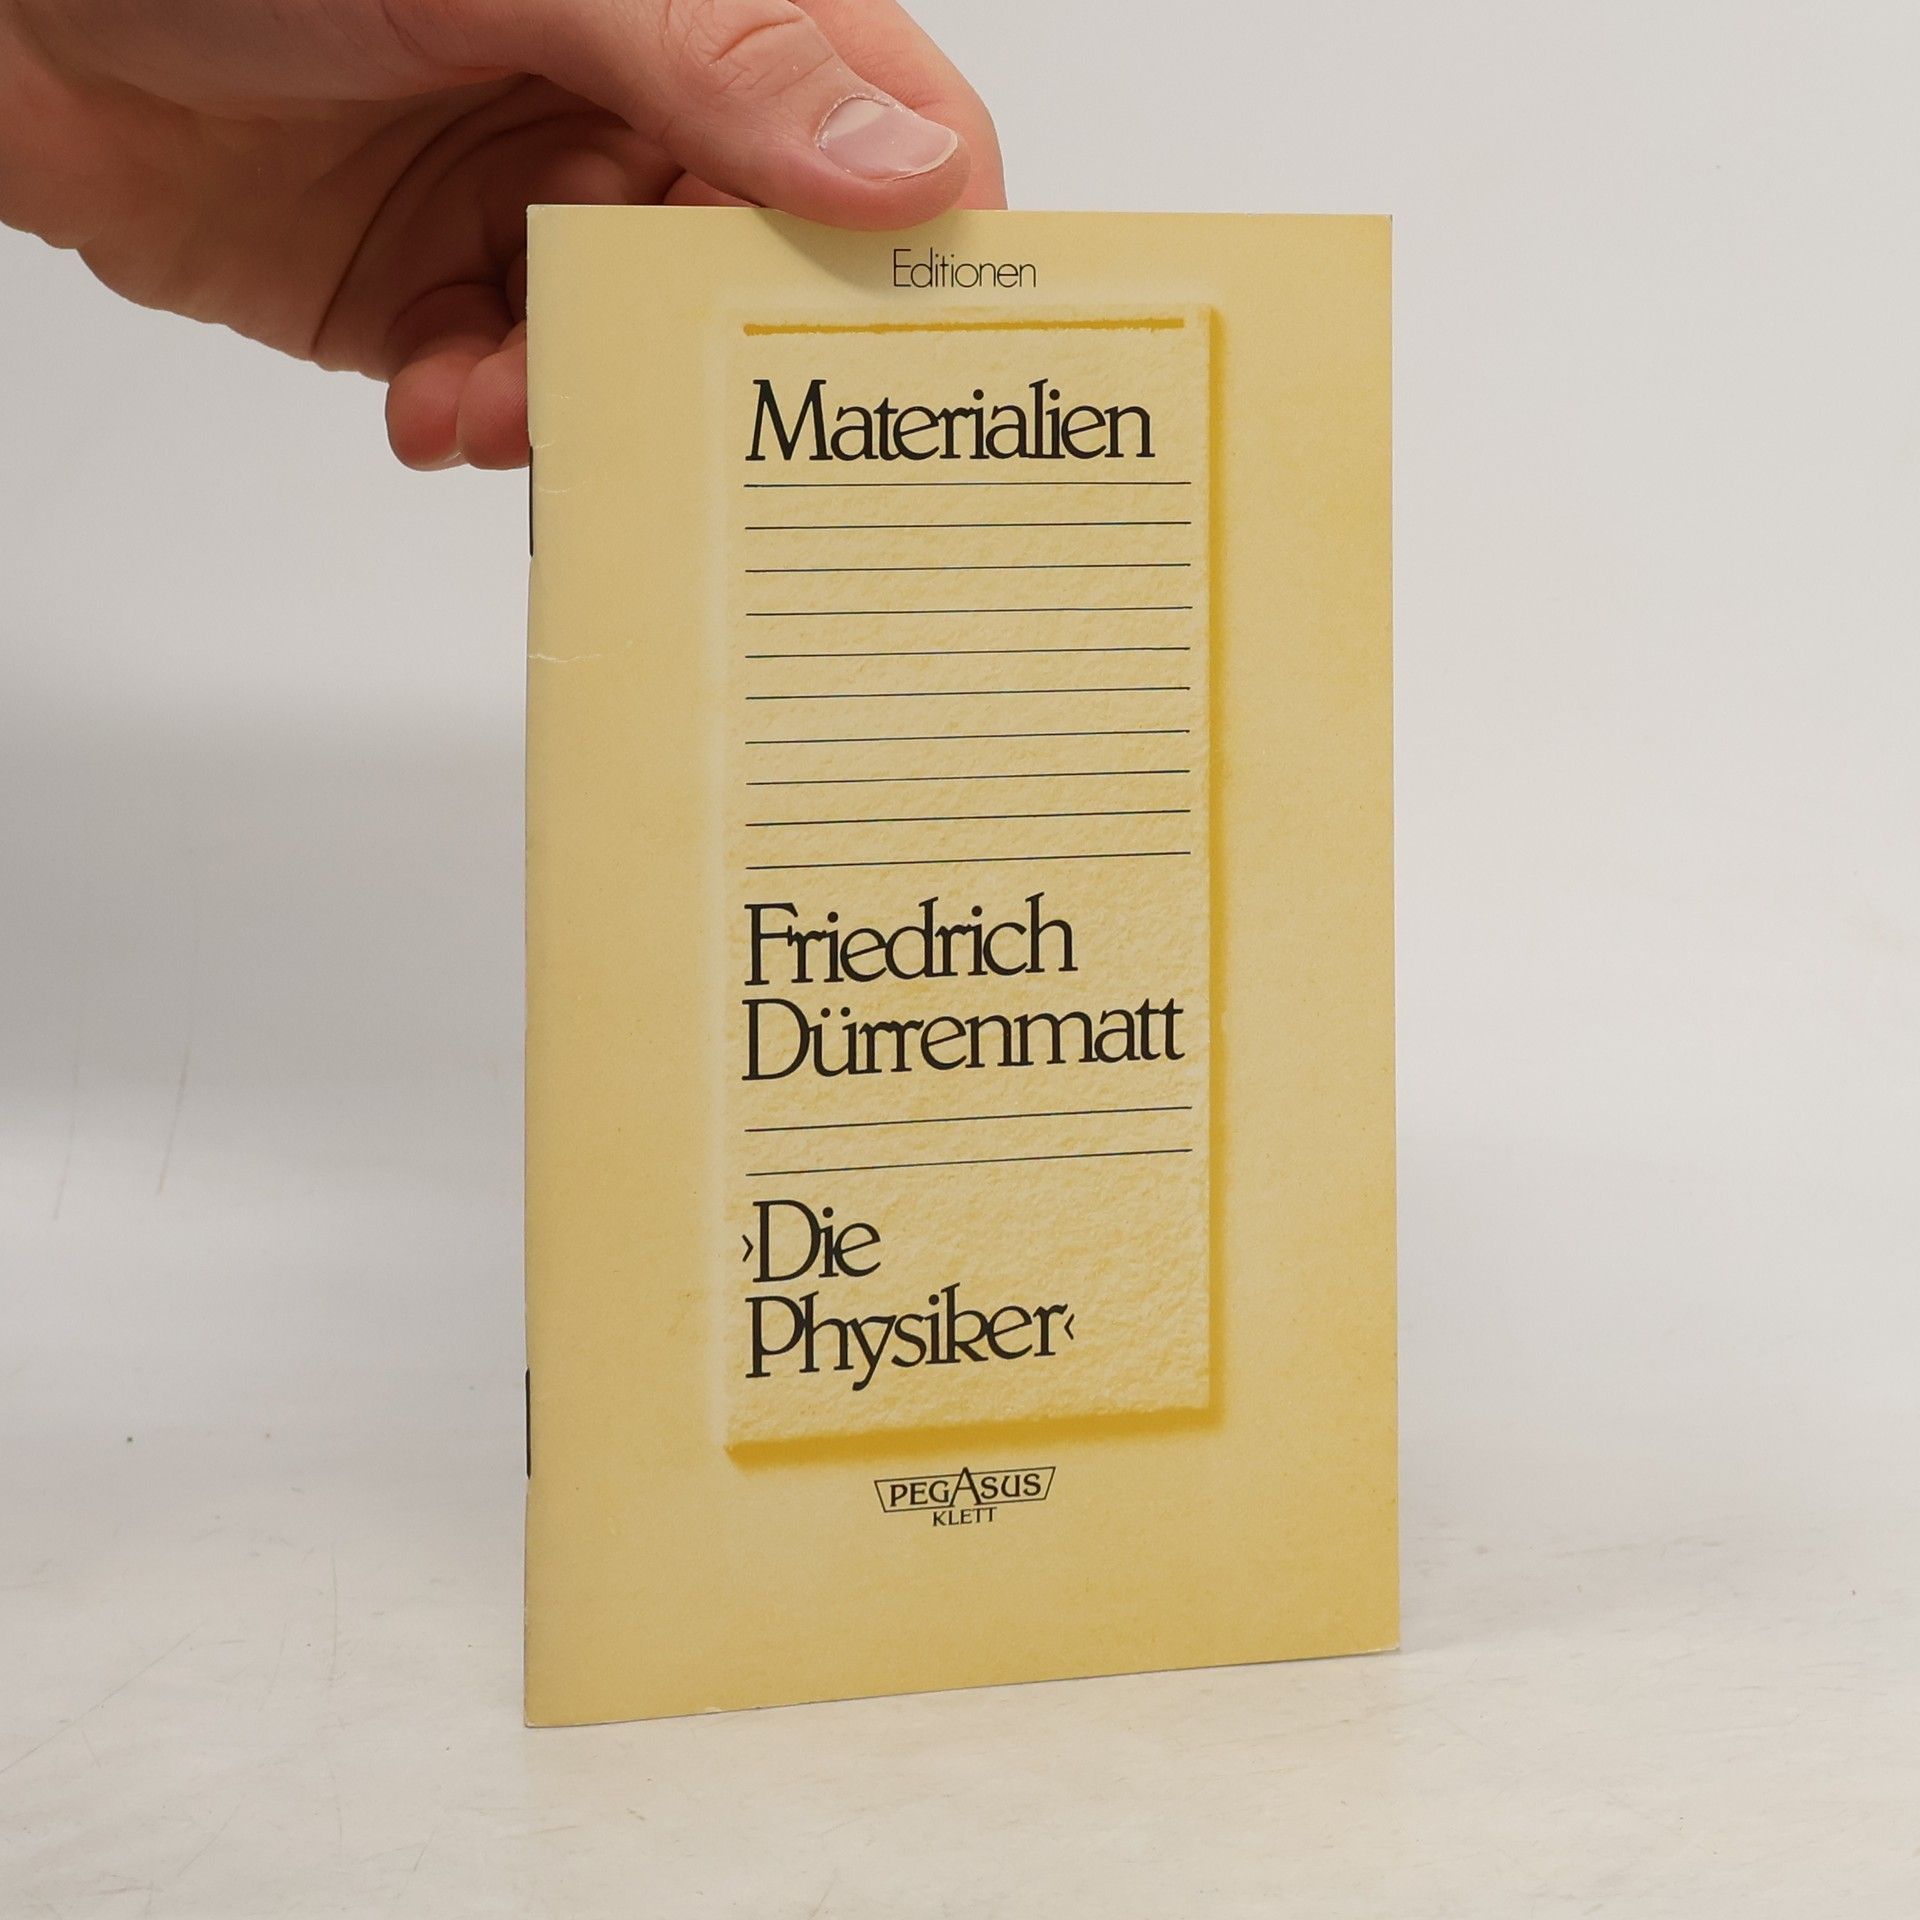 Editionen
Materialien
Friedrich
Dürrenmatt
›Die
Physiker‹
PEGASUS
KLETT